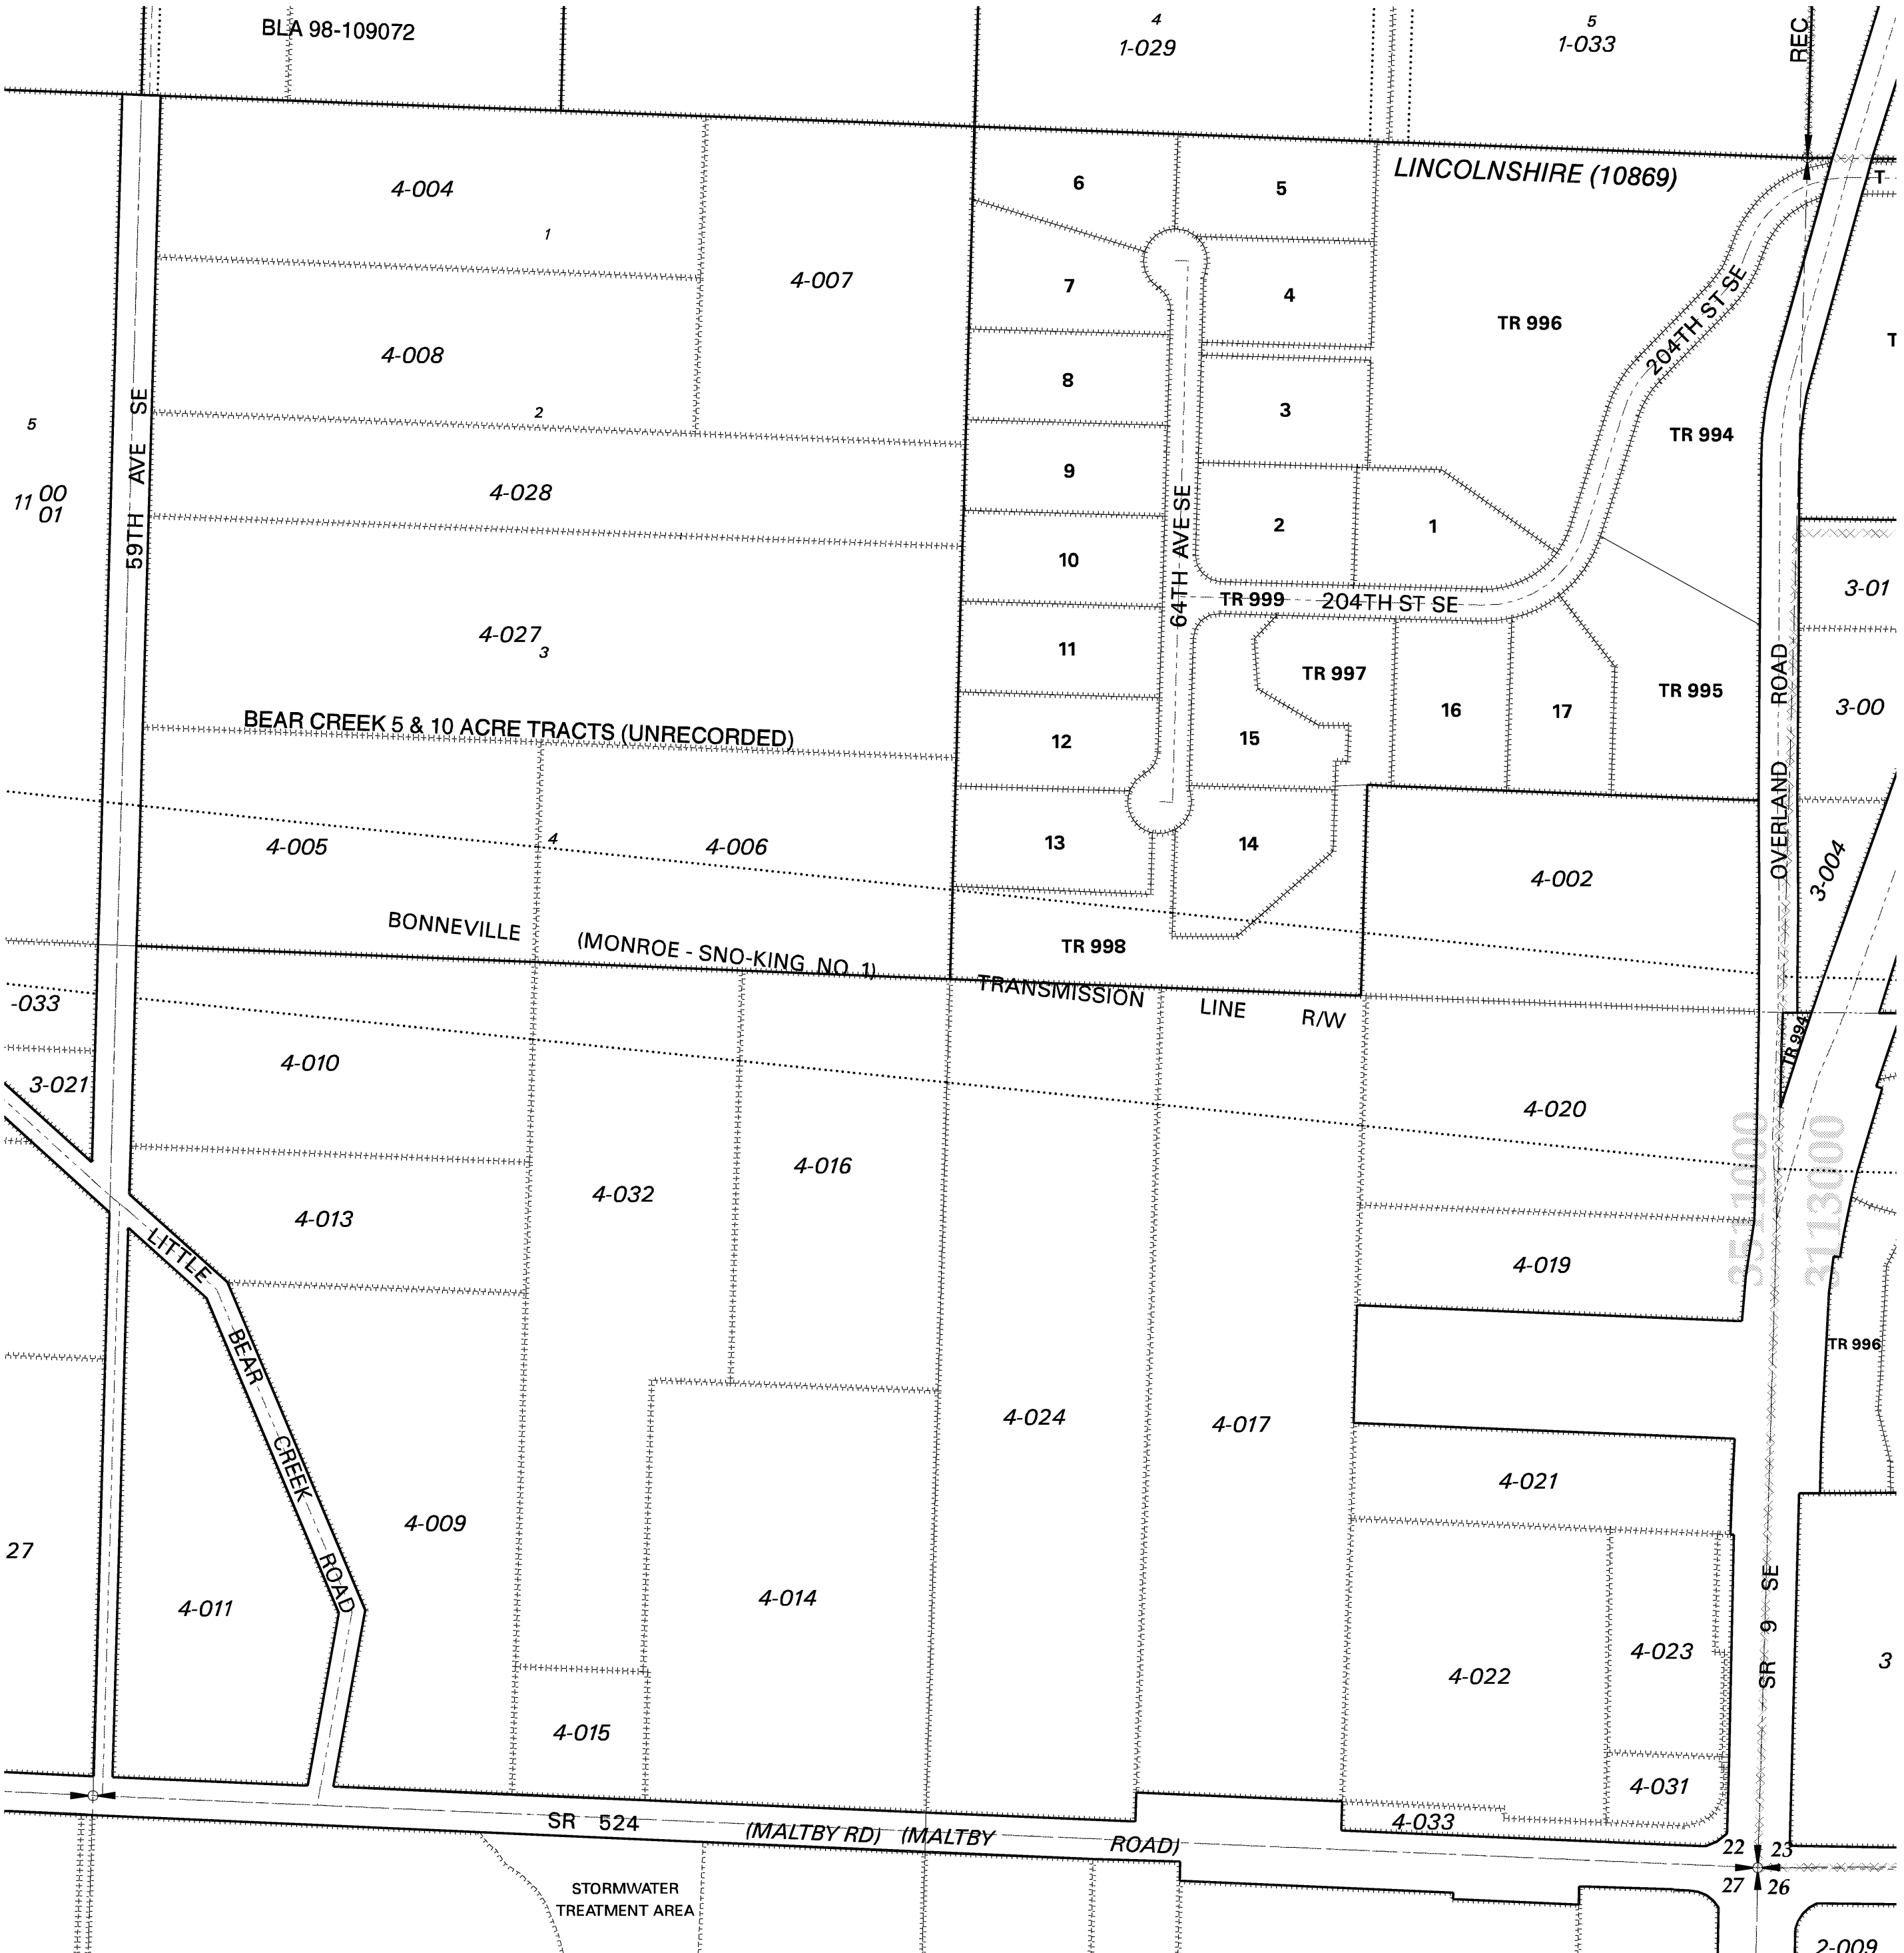 BLA 98-109072
4
1-029
5
1-033
REC
LINCOLNSHIRE (10869)
T
4-004
1
4-007
4-008
2
4-028
4-027
3
59TH AVE SE
5
11 00
01
6
5
7
4
8
3
9
2
1
10
11
12
13
14
15
16
17
TR 996
TR 994
TR 999
TR 997
TR 995
TR 998
64TH AVE SE
204TH ST SE
204TH ST SE
T
3-01
3-00
OVERLAND ROAD
3-004
BEAR CREEK 5 & 10 ACRE TRACTS (UNRECORDED)
4-005
4
4-006
4-002
BONNEVILLE (MONROE - SNO-KING NO. 1)
TRANSMISSION LINE R/W
-033
3-021
TR 994
4-010
4-016
4-020
3511000
3113000
4-032
4-013
4-019
LITTLE BEAR CREEK ROAD
TR 996
4-024
4-017
4-021
4-009
27
4-011
4-014
4-022
4-023
SR 9 SE
3
4-015
4-031
4-033
SR 524 (MALTBY RD) (MALTBY ROAD)
22 23
27 26
STORMWATER
TREATMENT AREA
2-009